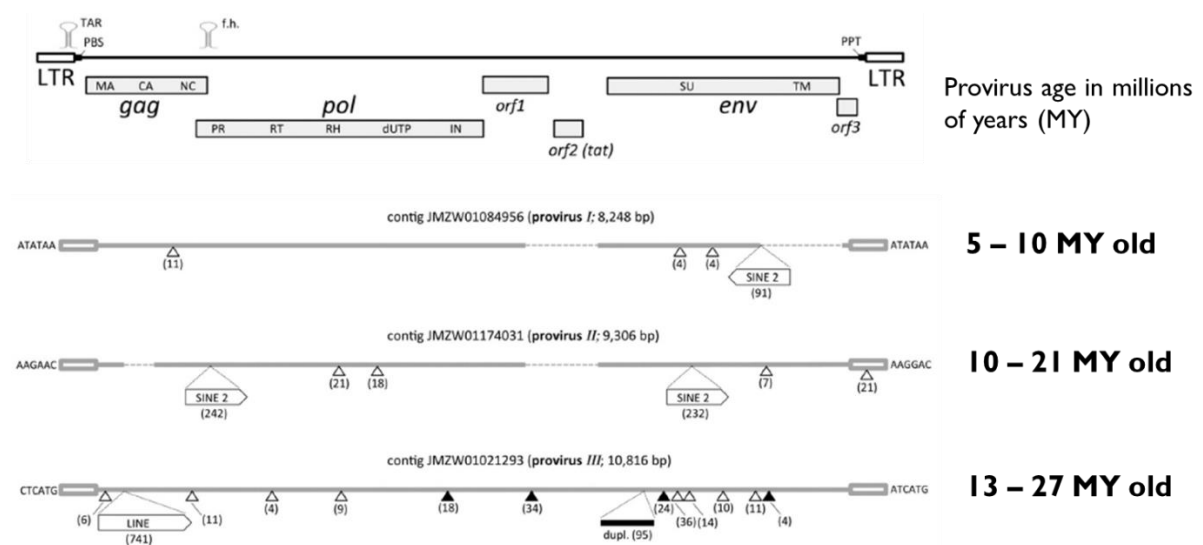 TAR
f.h.
PBS
PPT
LTR
LTR
MA CA NC
SU TM
gag
pol
orf1
env
orf3
PR RT RH dUTP IN
orf2 (tat)
Provirus age in millions
of years (MY)
contig JMZW01084956 (provirus I; 8,248 bp)
ATATAA
ATATAA
5 – 10 MY old
(11)
(4)
(4)
SINE 2
(91)
contig JMZW01174031 (provirus II; 9,306 bp)
AAGAAC
AAGGAC
10 – 21 MY old
SINE 2
(242)
(21)
(18)
SINE 2
(232)
(7)
(21)
contig JMZW01021293 (provirus III; 10,816 bp)
CTCATG
ATCATG
13 – 27 MY old
(6)
LINE
(741)
(11)
(4)
(9)
(18)
(34)
dupl. (95)
(24)
(36)
(14)
(10)
(11)
(4)